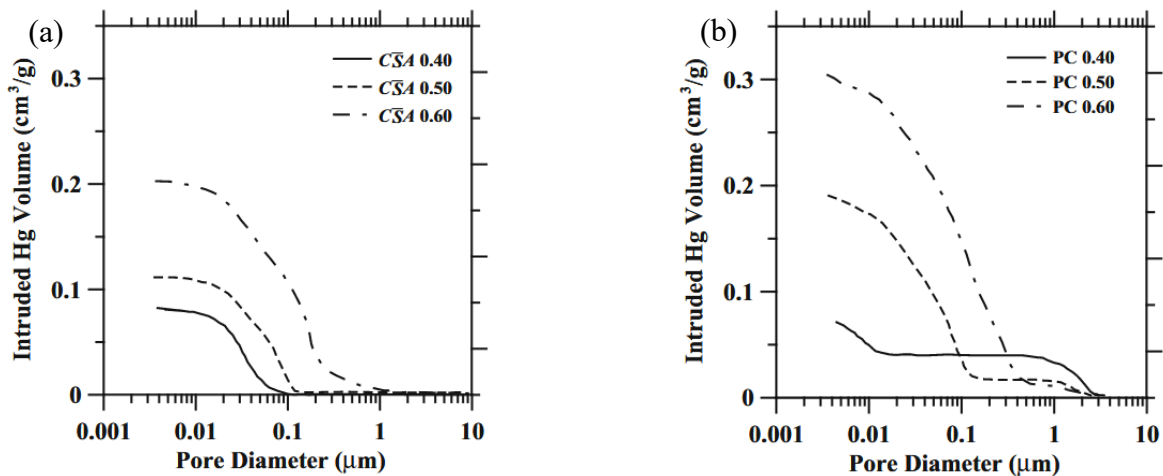 (a)
Intruded Hg Volume (cm³/g)
0.3
0.2
0.1
0
CS̅A 0.40
CS̅A 0.50
CS̅A 0.60
0.001 0.01 0.1 1 10
Pore Diameter (μm)
(b)
Intruded Hg Volume (cm³/g)
0.3
0.2
0.1
0
PC 0.40
PC 0.50
PC 0.60
0.001 0.01 0.1 1 10
Pore Diameter (μm)